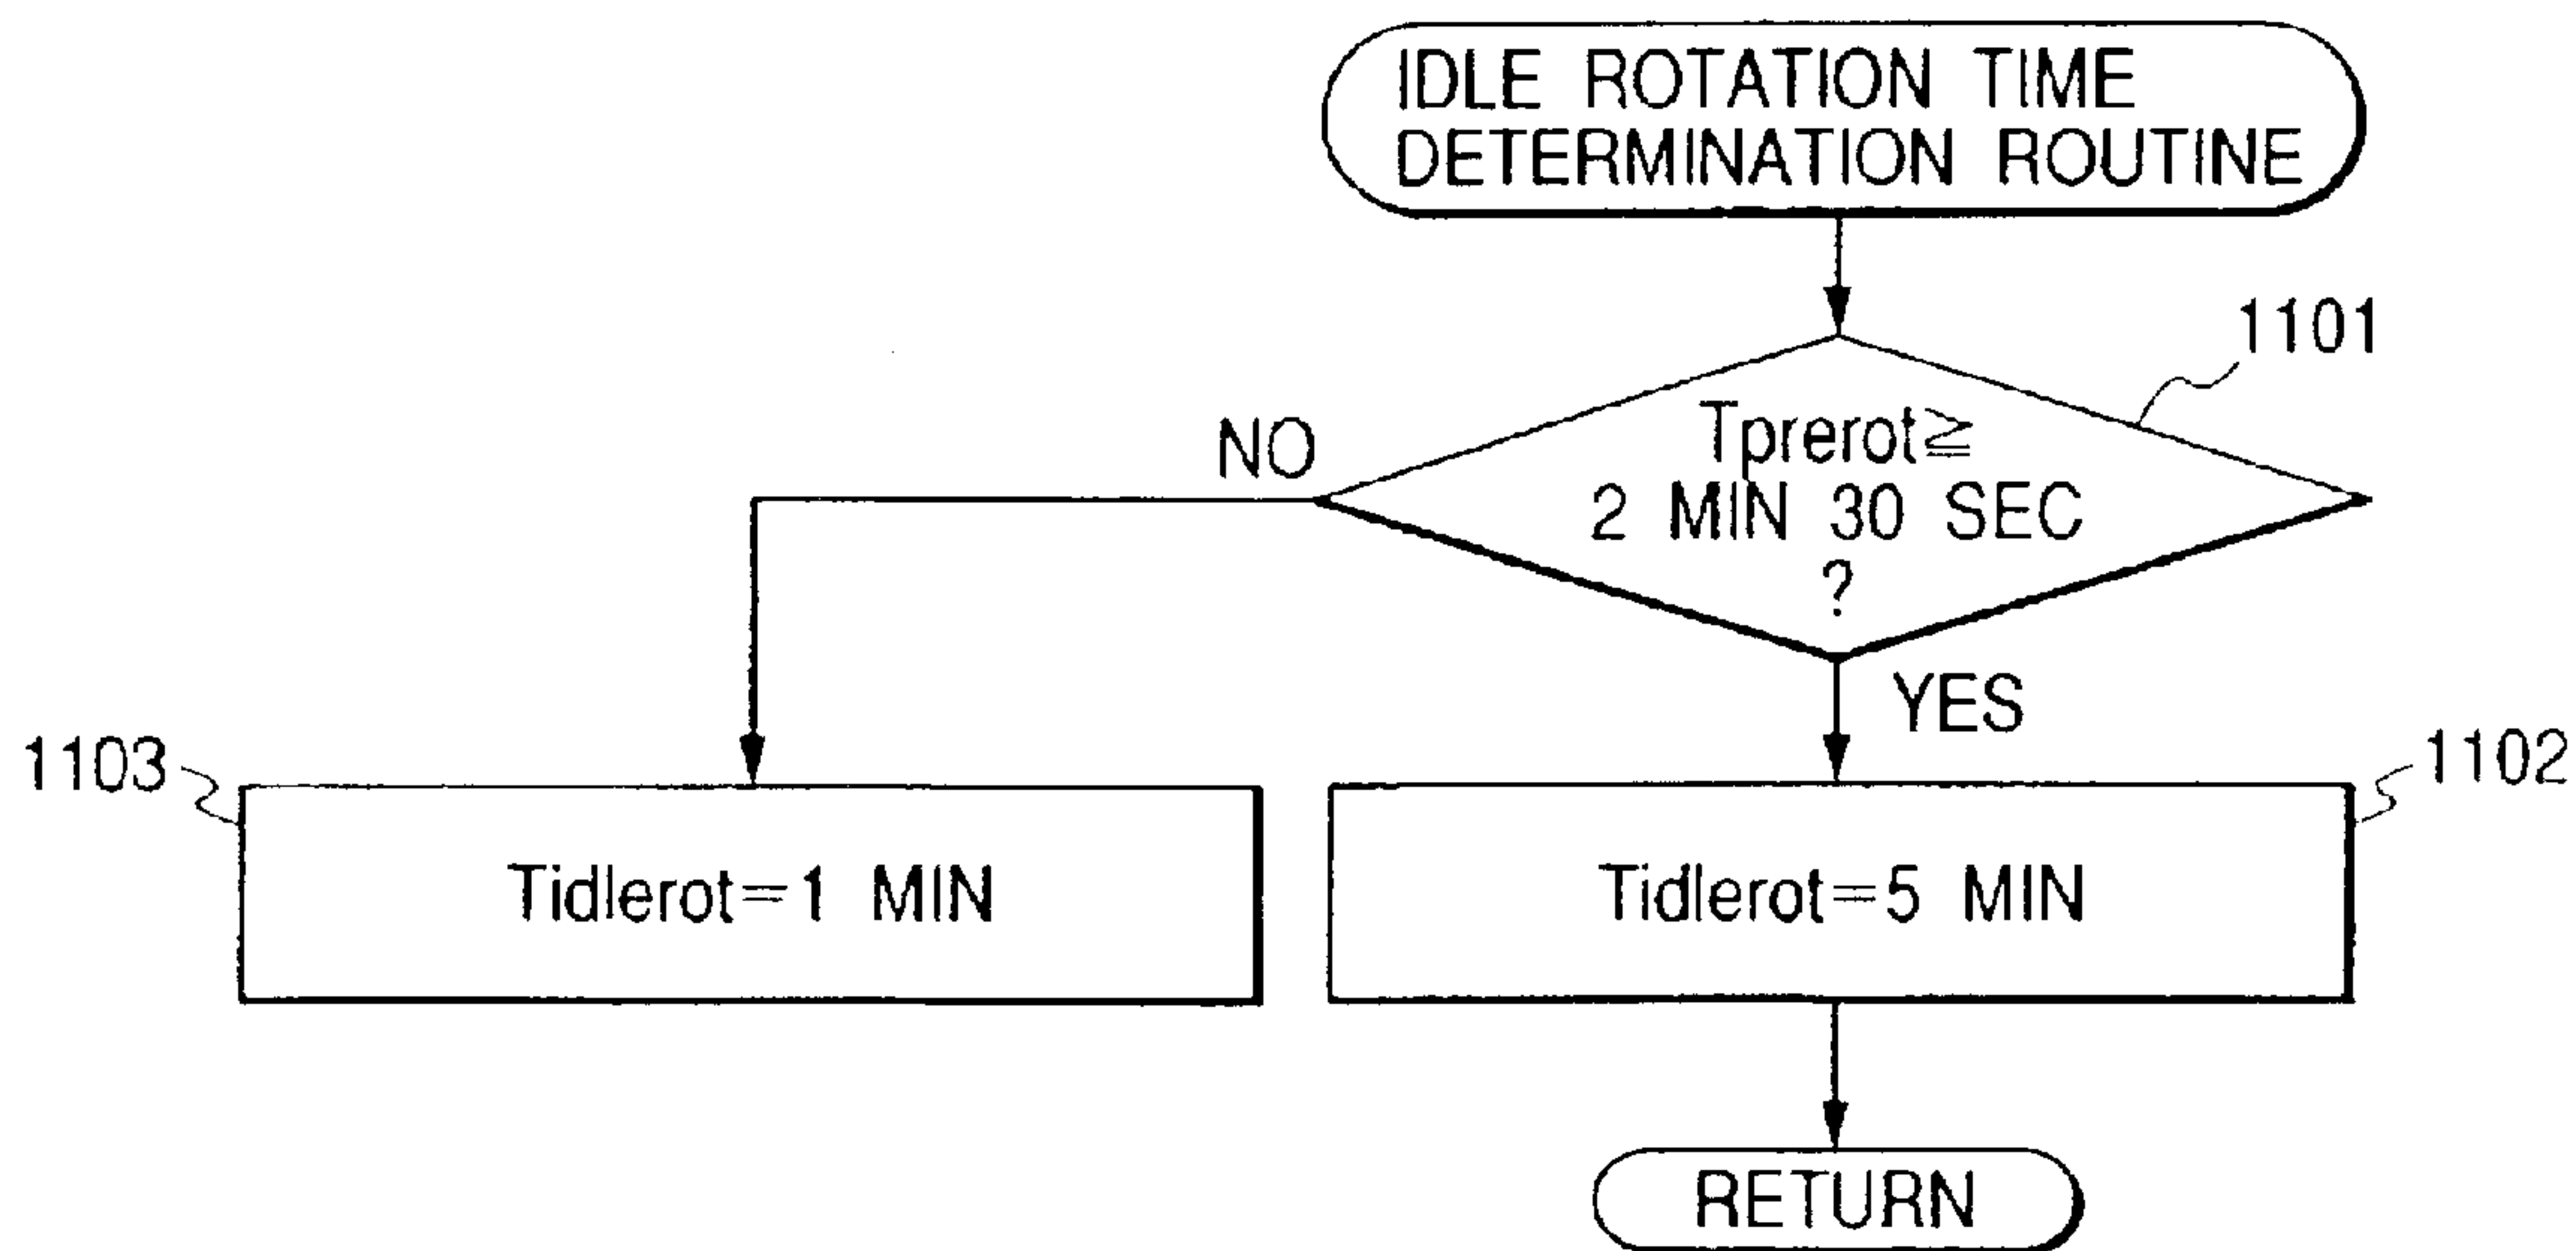 IDLE ROTATION TIME
DETERMINATION ROUTINE
1101
Tprerot≧
2 MIN 30 SEC
?
NO
YES
1103
Tidlerot=1 MIN
1102
Tidlerot=5 MIN
RETURN